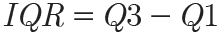 IQR = Q3 − Q1